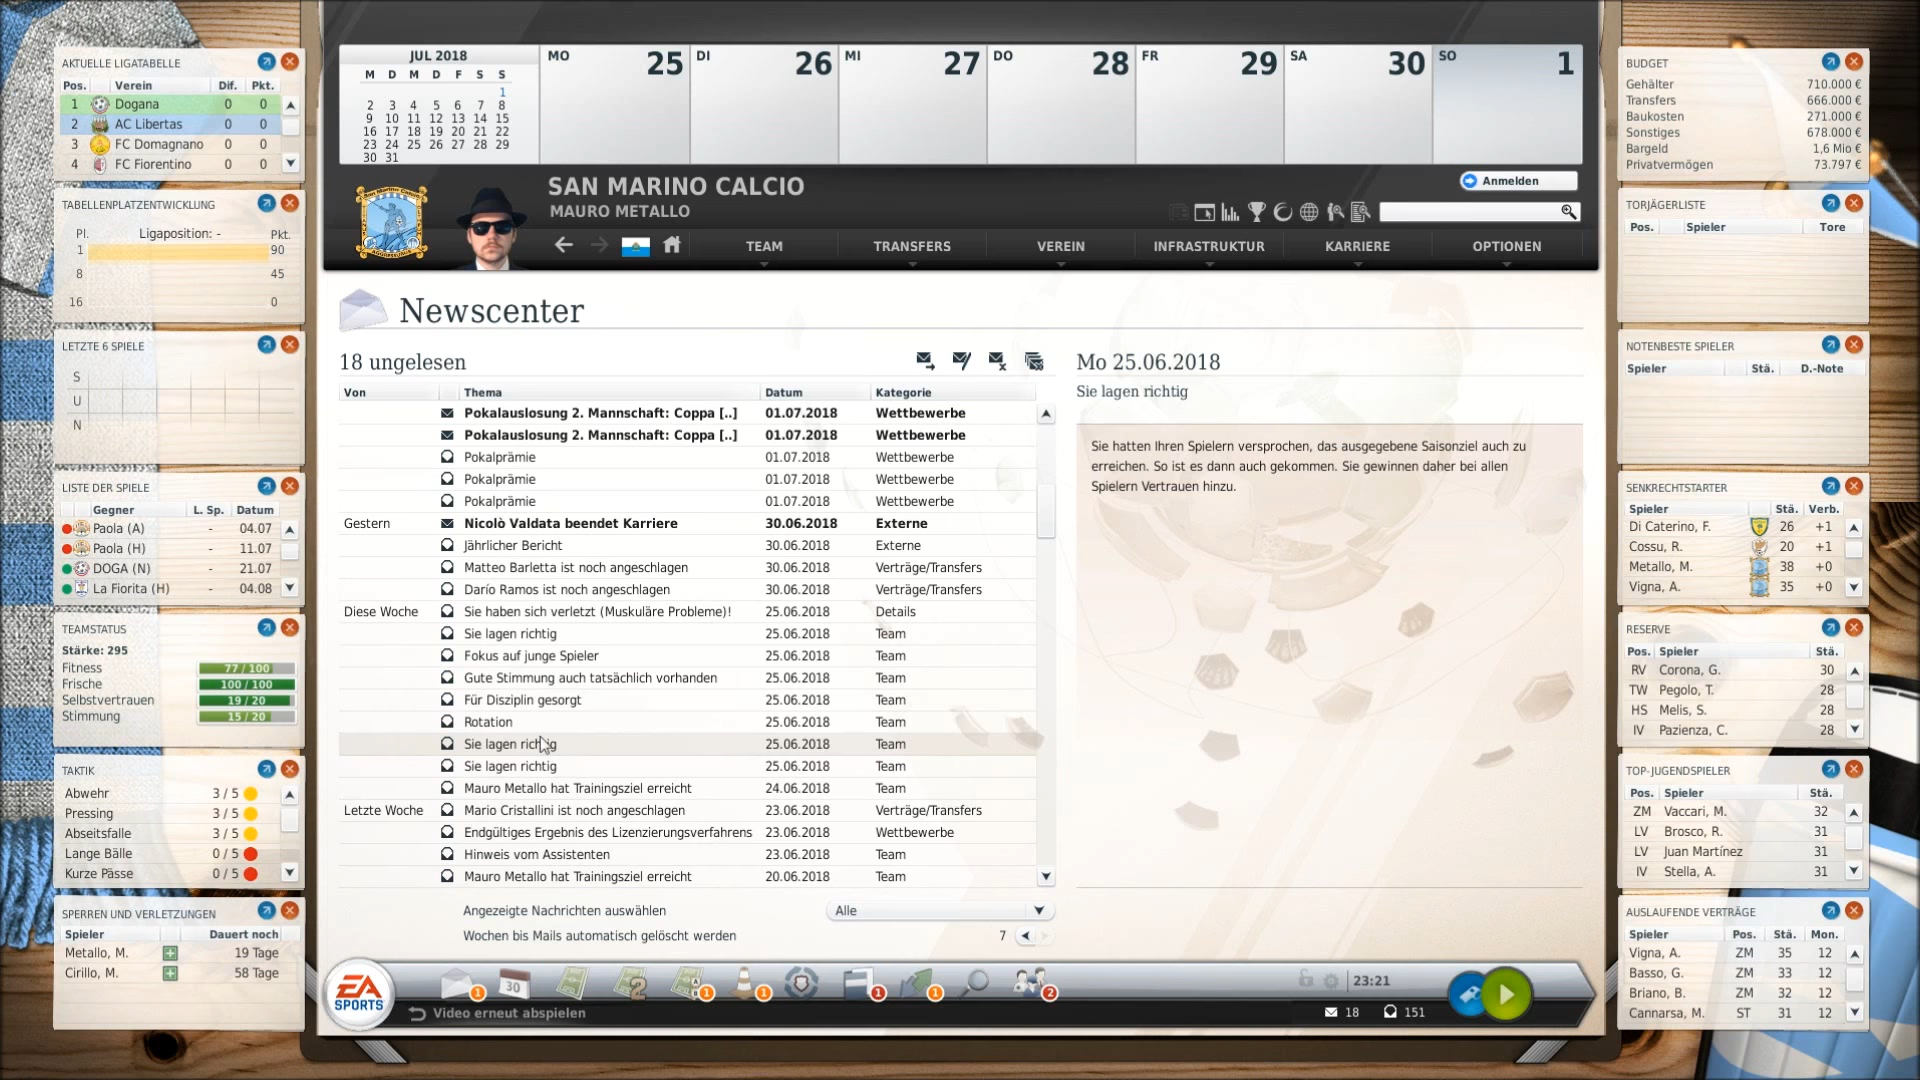 AKTUELLE LIGATABELLE
Pos. Verein Dif. Pkt.
1 Dogana 0 0
2 AC Libertas 0 0
3 FC Domagnano 0 0
4 FC Fiorentino 0 0
TABELLENPLATZENTWICKLUNG
Pl. Ligaposition: - Pkt.
1 90
8 45
16 0
LETZTE 6 SPIELE
S
U
N
LISTE DER SPIELE
Gegner L. Sp. Datum
Paola (A) - 04.07
Paola (H) - 11.07
DOGA (N) - 21.07
La Fiorita (H) - 04.08
TEAMSTATUS
Stärke: 295
Fitness 77 / 100
Frische 100 / 100
Selbstvertrauen 19 / 20
Stimmung 15 / 20
TAKTIK
Abwehr 3 / 5
Pressing 3 / 5
Abseitsfalle 3 / 5
Lange Bälle 0 / 5
Kurze Pässe 0 / 5
SPERREN UND VERLETZUNGEN
Spieler Dauert noch
Metallo, M. 19 Tage
Cirillo, M. 58 Tage
JUL 2018
M D M D F S S
1
2 3 4 5 6 7 8
9 10 11 12 13 14 15
16 17 18 19 20 21 22
23 24 25 26 27 28 29
30 31
MO 25 DI 26 MI 27 DO 28 FR 29 SA 30 SO 1
SAN MARINO CALCIO
MAURO METALLO
Anmelden
TEAM TRANSFERS VEREIN INFRASTRUKTUR KARRIERE OPTIONEN
Newscenter
18 ungelesen
Von Thema Datum Kategorie
Pokalauslosung 2. Mannschaft: Coppa [..] 01.07.2018 Wettbewerbe
Pokalauslosung 2. Mannschaft: Coppa [..] 01.07.2018 Wettbewerbe
Pokalprämie 01.07.2018 Wettbewerbe
Pokalprämie 01.07.2018 Wettbewerbe
Pokalprämie 01.07.2018 Wettbewerbe
Gestern Nicolò Valdata beendet Karriere 30.06.2018 Externe
Jährlicher Bericht 30.06.2018 Externe
Matteo Barletta ist noch angeschlagen 30.06.2018 Verträge/Transfers
Darío Ramos ist noch angeschlagen 30.06.2018 Verträge/Transfers
Diese Woche Sie haben sich verletzt (Muskuläre Probleme)! 25.06.2018 Details
Sie lagen richtig 25.06.2018 Team
Fokus auf junge Spieler 25.06.2018 Team
Gute Stimmung auch tatsächlich vorhanden 25.06.2018 Team
Für Disziplin gesorgt 25.06.2018 Team
Rotation 25.06.2018 Team
Sie lagen richtig 25.06.2018 Team
Sie lagen richtig 25.06.2018 Team
Mauro Metallo hat Trainingsziel erreicht 24.06.2018 Team
Letzte Woche Mario Cristallini ist noch angeschlagen 23.06.2018 Verträge/Transfers
Endgültiges Ergebnis des Lizenzierungsverfahrens 23.06.2018 Wettbewerbe
Hinweis vom Assistenten 23.06.2018 Team
Mauro Metallo hat Trainingsziel erreicht 20.06.2018 Team
Angezeigte Nachrichten auswählen Alle
Wochen bis Mails automatisch gelöscht werden 7
Mo 25.06.2018
Sie lagen richtig
Sie hatten Ihren Spielern versprochen, das ausgegebene Saisonziel auch zu
erreichen. So ist es dann auch gekommen. Sie gewinnen daher bei allen
Spielern Vertrauen hinzu.
EA
SPORTS
1 30 2 1 1 1 1 2
23:21
Video erneut abspielen
18 151
BUDGET
Gehälter 710.000 €
Transfers 666.000 €
Baukosten 271.000 €
Sonstiges 678.000 €
Bargeld 1,6 Mio €
Privatvermögen 73.797 €
TORJÄGERLISTE
Pos. Spieler Tore
NOTENBESTE SPIELER
Spieler Stä. D.-Note
SENKRECHTSTARTER
Spieler Stä. Verb.
Di Caterino, F. 26 +1
Cossu, R. 20 +1
Metallo, M. 38 +0
Vigna, A. 35 +0
RESERVE
Pos. Spieler Stä.
RV Corona, G. 30
TW Pegolo, T. 28
HS Melis, S. 28
IV Pazienza, C. 28
TOP-JUGENDSPIELER
Pos. Spieler Stä.
ZM Vaccari, M. 32
LV Brosco, R. 31
LV Juan Martínez 31
IV Stella, A. 31
AUSLAUFENDE VERTRÄGE
Spieler Pos. Stä. Mon.
Vigna, A. ZM 35 12
Basso, G. ZM 33 12
Briano, B. ZM 32 12
Cannarsa, M. ST 31 12